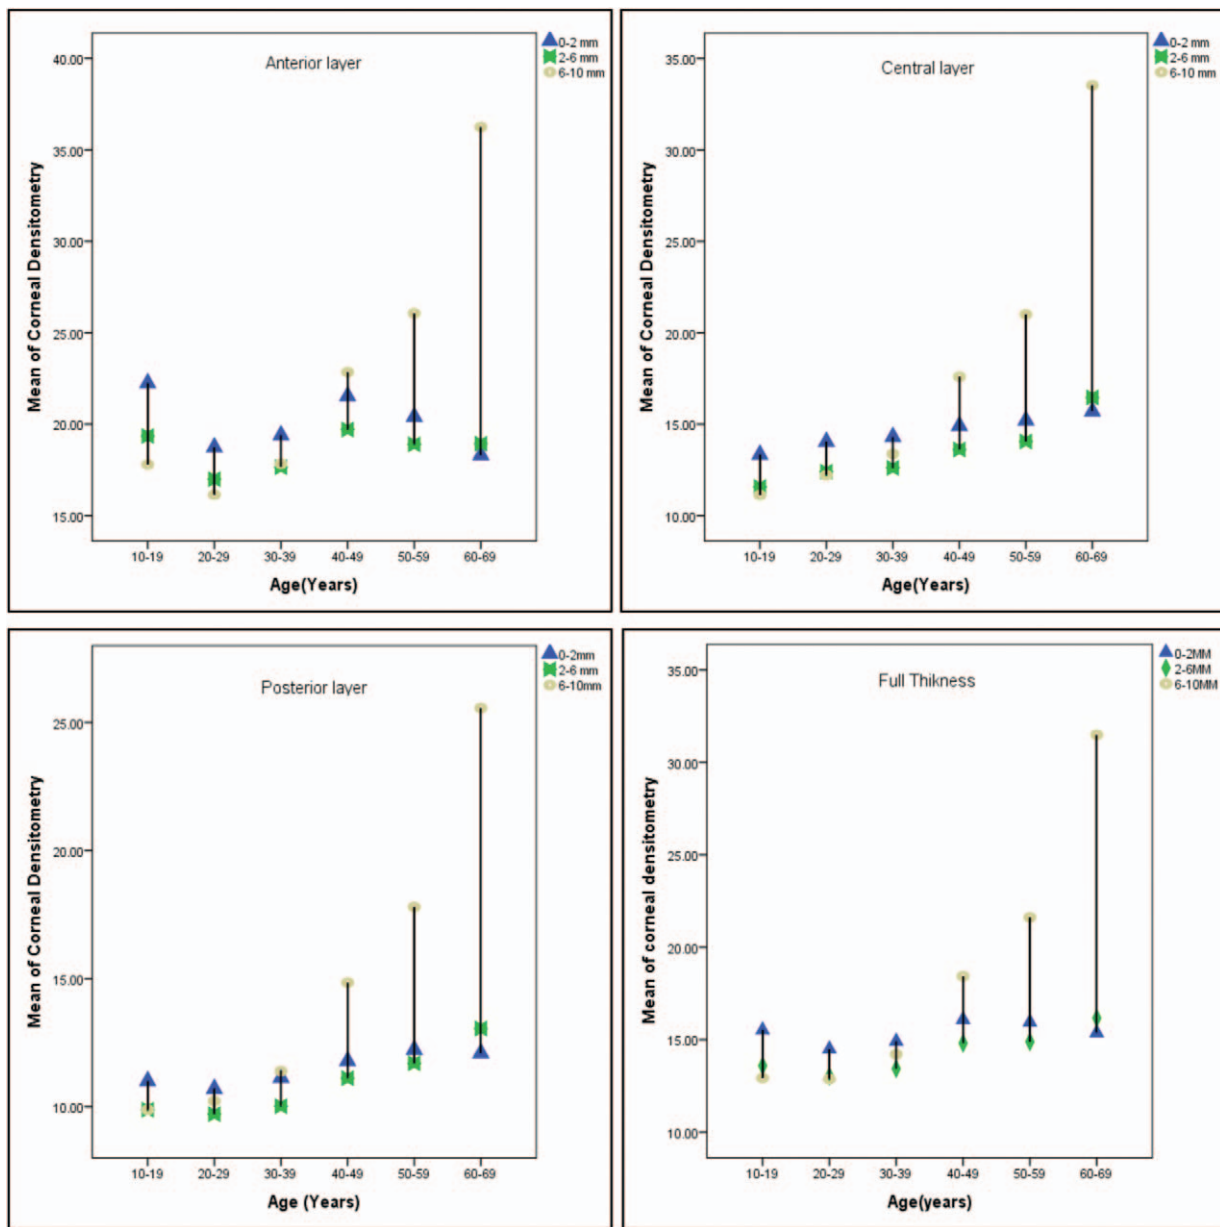 Anterior layer
0-2 mm
2-6 mm
6-10 mm
Mean of Corneal Densitometry
40.00
35.00
30.00
25.00
20.00
15.00
10-19 20-29 30-39 40-49 50-59 60-69
Age(Years)
Central layer
0-2 mm
2-6 mm
6-10 mm
Mean of Corneal Densitometry
35.00
30.00
25.00
20.00
15.00
10.00
10-19 20-29 30-39 40-49 50-59 60-69
Age(Years)
Posterior layer
0-2mm
2-6 mm
6-10mm
Mean of Corneal Densitometry
25.00
20.00
15.00
10.00
10-19 20-29 30-39 40-49 50-59 60-69
Age (Years)
Full Thikness
0-2MM
2-6MM
6-10MM
Mean of corneal densitometry
35.00
30.00
25.00
20.00
15.00
10.00
10-19 20-29 30-39 40-49 50-59 60-69
Age(years)